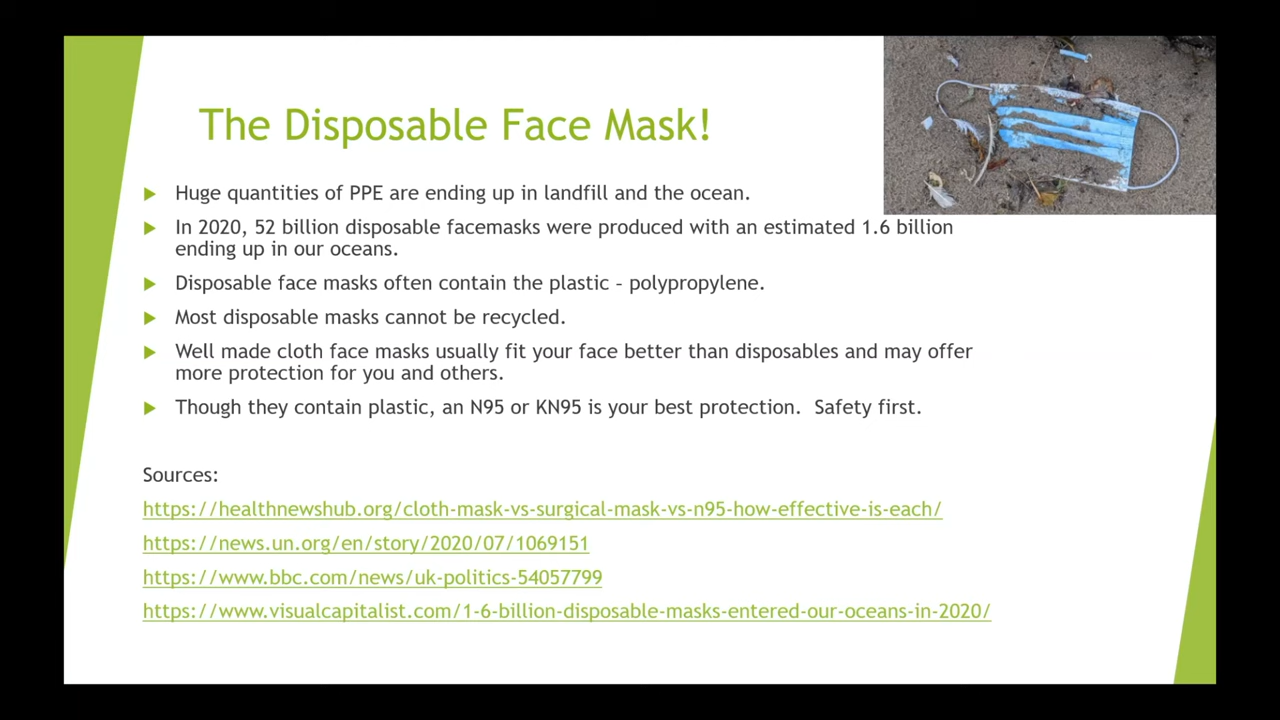 The Disposable Face Mask!
Huge quantities of PPE are ending up in landfill and the ocean.
In 2020, 52 billion disposable facemasks were produced with an estimated 1.6 billion
ending up in our oceans.
Disposable face masks often contain the plastic – polypropylene.
Most disposable masks cannot be recycled.
Well made cloth face masks usually fit your face better than disposables and may offer
more protection for you and others.
Though they contain plastic, an N95 or KN95 is your best protection.  Safety first.
Sources:
https://healthnewshub.org/cloth-mask-vs-surgical-mask-vs-n95-how-effective-is-each/
https://news.un.org/en/story/2020/07/1069151
https://www.bbc.com/news/uk-politics-54057799
https://www.visualcapitalist.com/1-6-billion-disposable-masks-entered-our-oceans-in-2020/